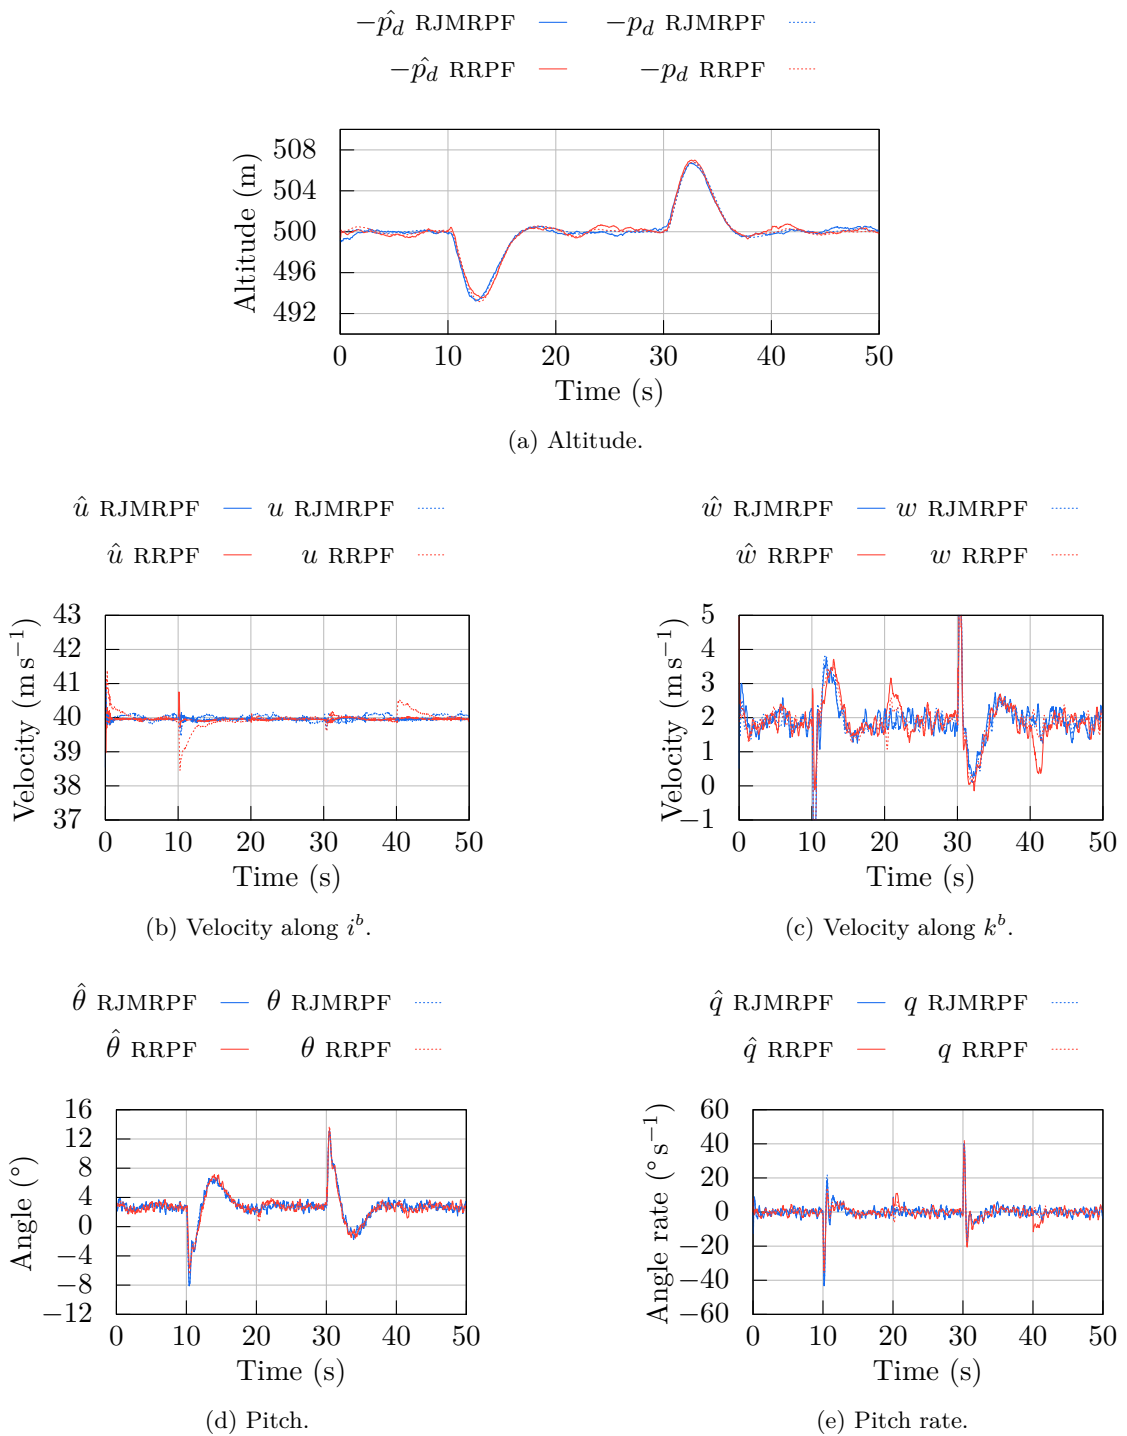 −p̂_d RJMRPF −p_d RJMRPF
−p̂_d RRPF −p_d RRPF
508
504
500
496
492
Altitude (m)
0 10 20 30 40 50
Time (s)
(a) Altitude.
û RJMRPF u RJMRPF
û RRPF u RRPF
43
42
41
40
39
38
37
Velocity (m s⁻¹)
0 10 20 30 40 50
Time (s)
(b) Velocity along i^b.
ŵ RJMRPF w RJMRPF
ŵ RRPF w RRPF
5
4
3
2
1
0
−1
Velocity (m s⁻¹)
0 10 20 30 40 50
Time (s)
(c) Velocity along k^b.
θ̂ RJMRPF θ RJMRPF
θ̂ RRPF θ RRPF
16
12
8
4
0
−4
−8
−12
Angle (°)
0 10 20 30 40 50
Time (s)
(d) Pitch.
q̂ RJMRPF q RJMRPF
q̂ RRPF q RRPF
60
40
20
0
−20
−40
−60
Angle rate (° s⁻¹)
0 10 20 30 40 50
Time (s)
(e) Pitch rate.